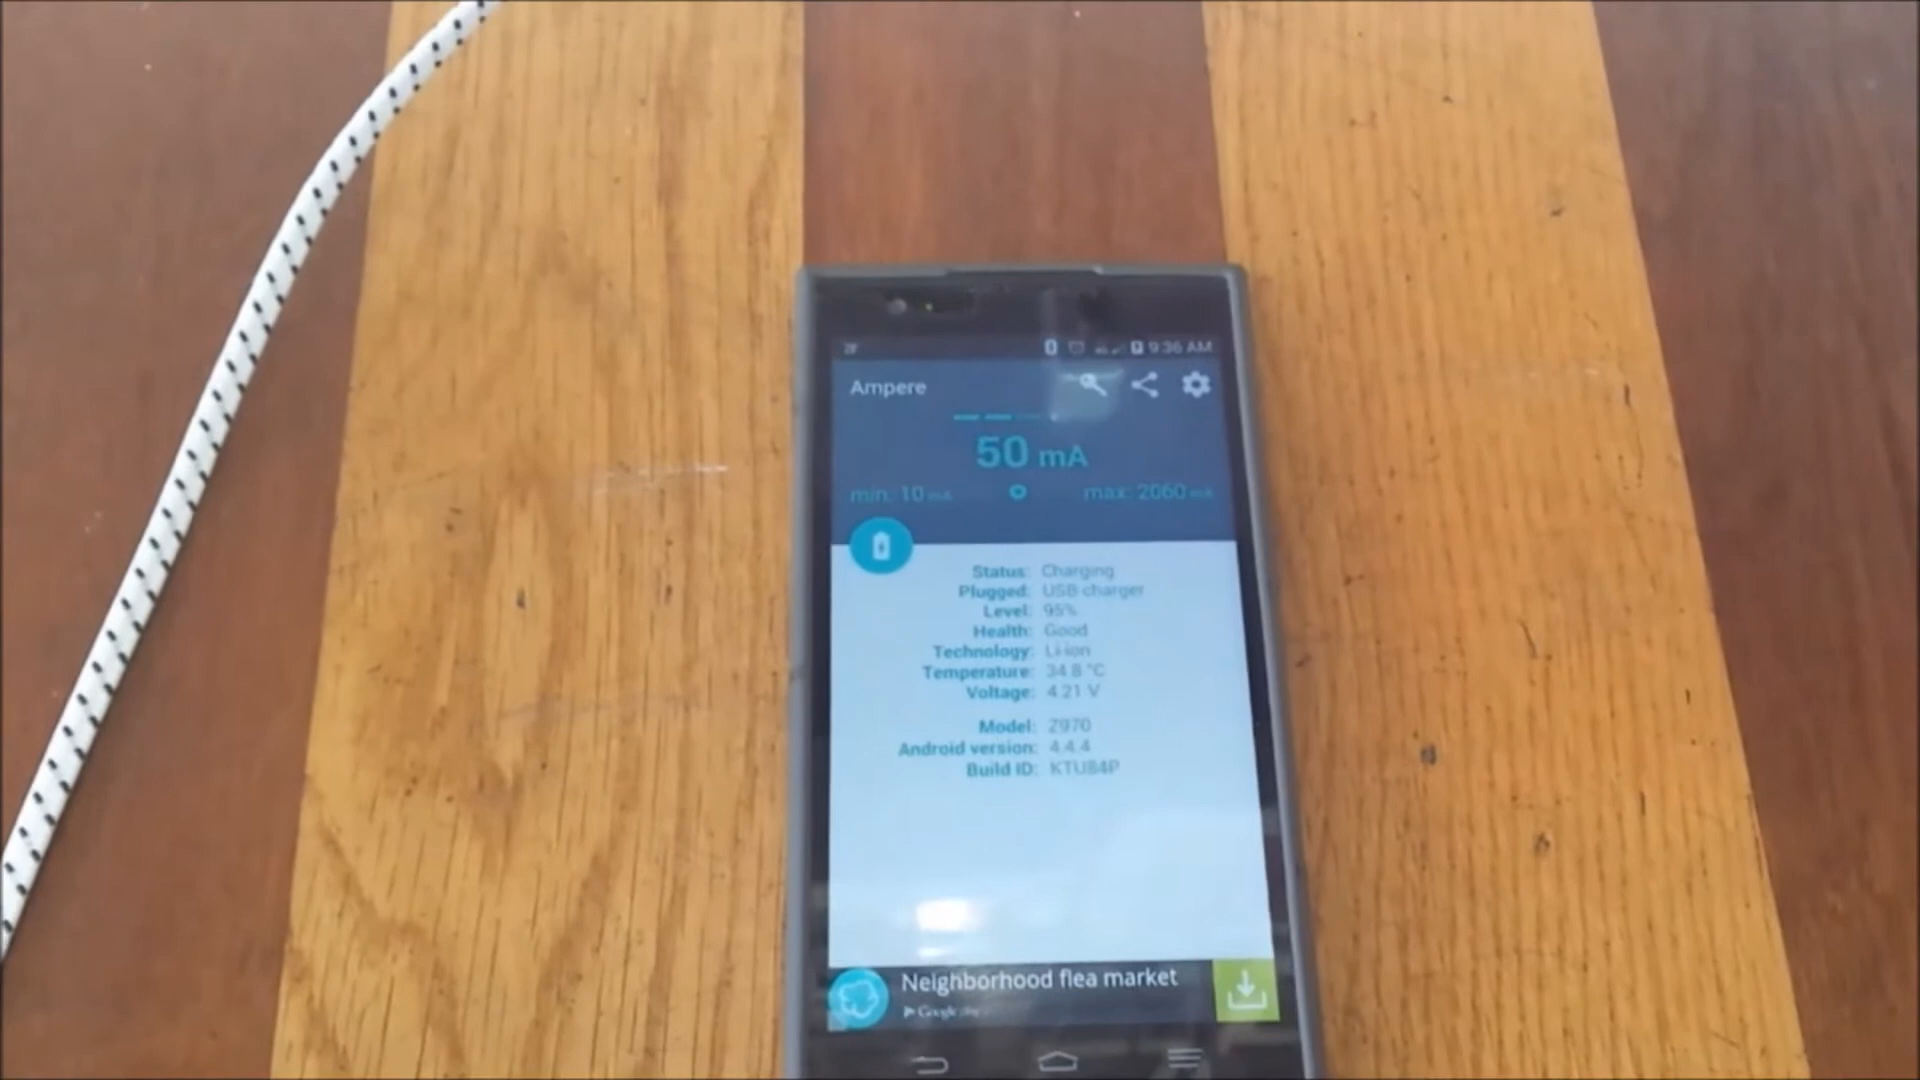 9:36 AM
Ampere
50 mA
min: 10 mA max: 2060 mA
Status: Charging
Plugged: USB charger
Level: 95%
Health: Good
Technology: Li-ion
Temperature: 34.8 °C
Voltage: 4.21 V
Model: Z970
Android version: 4.4.4
Build ID: KTU84P
Neighborhood flea market
Google play